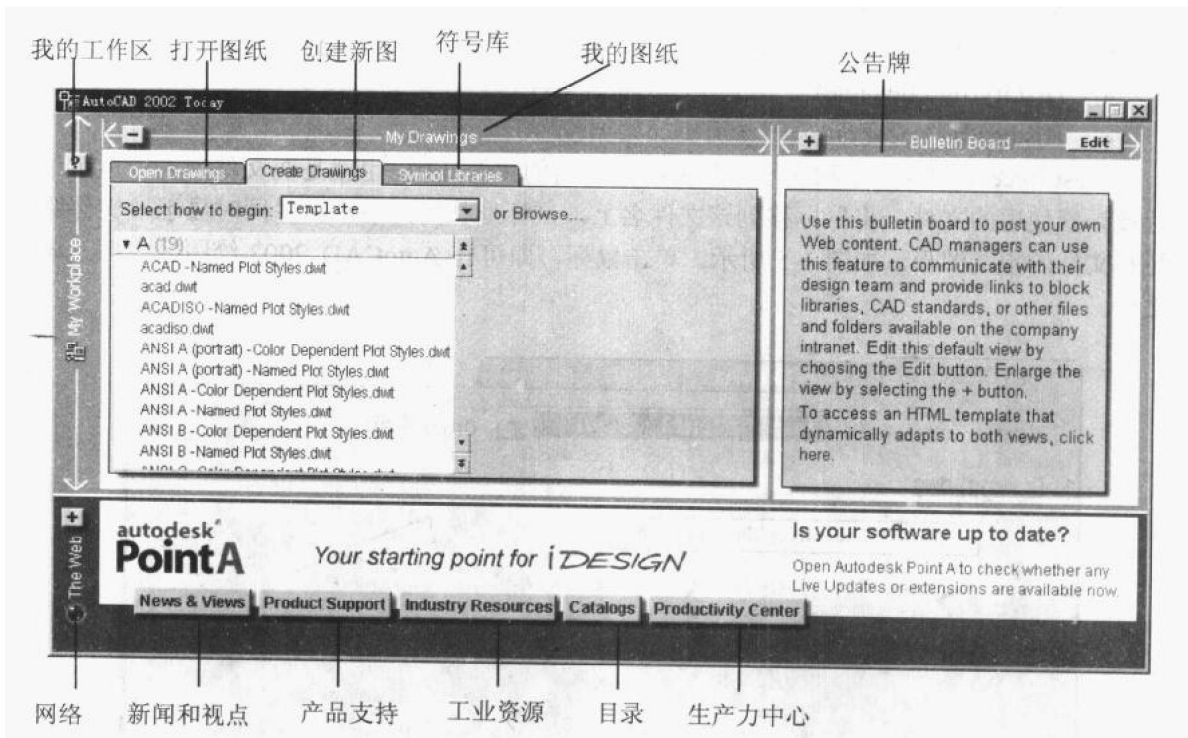 我的工作区 打开图纸 创建新图 符号库 我的图纸 公告牌
AutoCAD 2002 Today
My Drawings
Bulletin Board Edit
Open Drawings Create Drawings Symbol Libraries
Select how to begin: Template or Browse...
A (19)
ACAD -Named Plot Styles.dwt
acad.dwt
ACADISO -Named Plot Styles.dwt
acadiso.dwt
ANSI A (portrait) -Color Dependent Plot Styles.dwt
ANSI A (portrait) -Named Plot Styles.dwt
ANSI A -Color Dependent Plot Styles.dwt
ANSI A -Named Plot Styles.dwt
ANSI B -Color Dependent Plot Styles.dwt
ANSI B -Named Plot Styles.dwt
My Workplace
Use this bulletin board to post your own
Web content. CAD managers can use
this feature to communicate with their
design team and provide links to block
libraries, CAD standards, or other files
and folders available on the company
intranet. Edit this default view by
choosing the Edit button. Enlarge the
view by selecting the + button.
To access an HTML template that
dynamically adapts to both views, click
here.
The Web
autodesk
Point A
Your starting point for iDESIGN
Is your software up to date?
Open Autodesk Point A to check whether any
Live Updates or extensions are available now.
News & Views Product Support Industry Resources Catalogs Productivity Center
网络 新闻和视点 产品支持 工业资源 目录 生产力中心